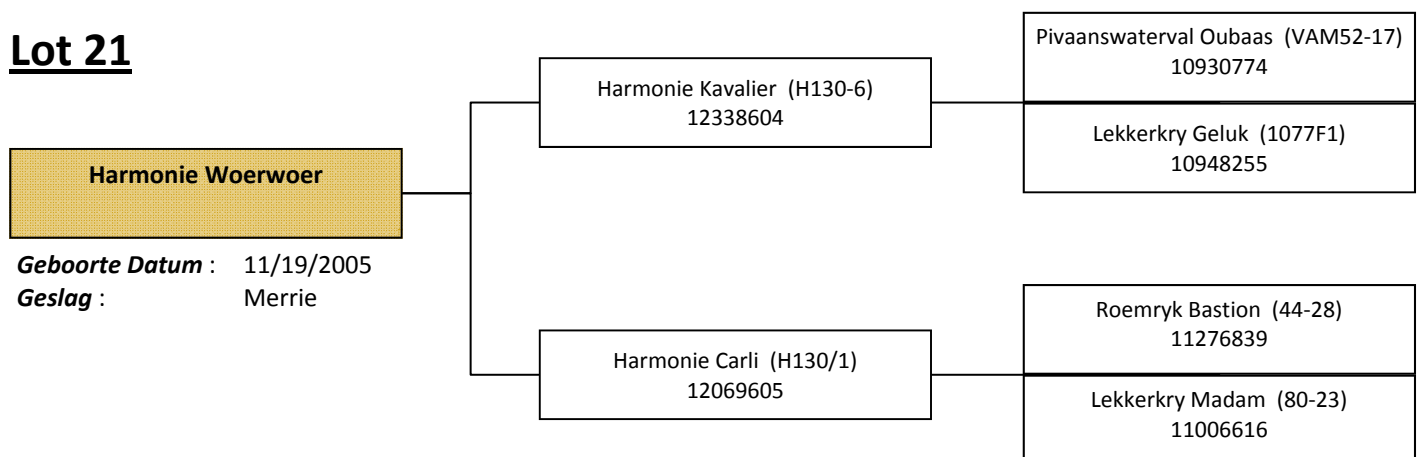 Lot 21
Harmonie Woerwoer
Geboorte Datum : 11/19/2005
Geslag : Merrie
Harmonie Kavalier (H130-6)
12338604
Harmonie Carli (H130/1)
12069605
Pivaanswaterval Oubaas (VAM52-17)
10930774
Lekkerkry Geluk (1077F1)
10948255
Roemryk Bastion (44-28)
11276839
Lekkerkry Madam (80-23)
11006616